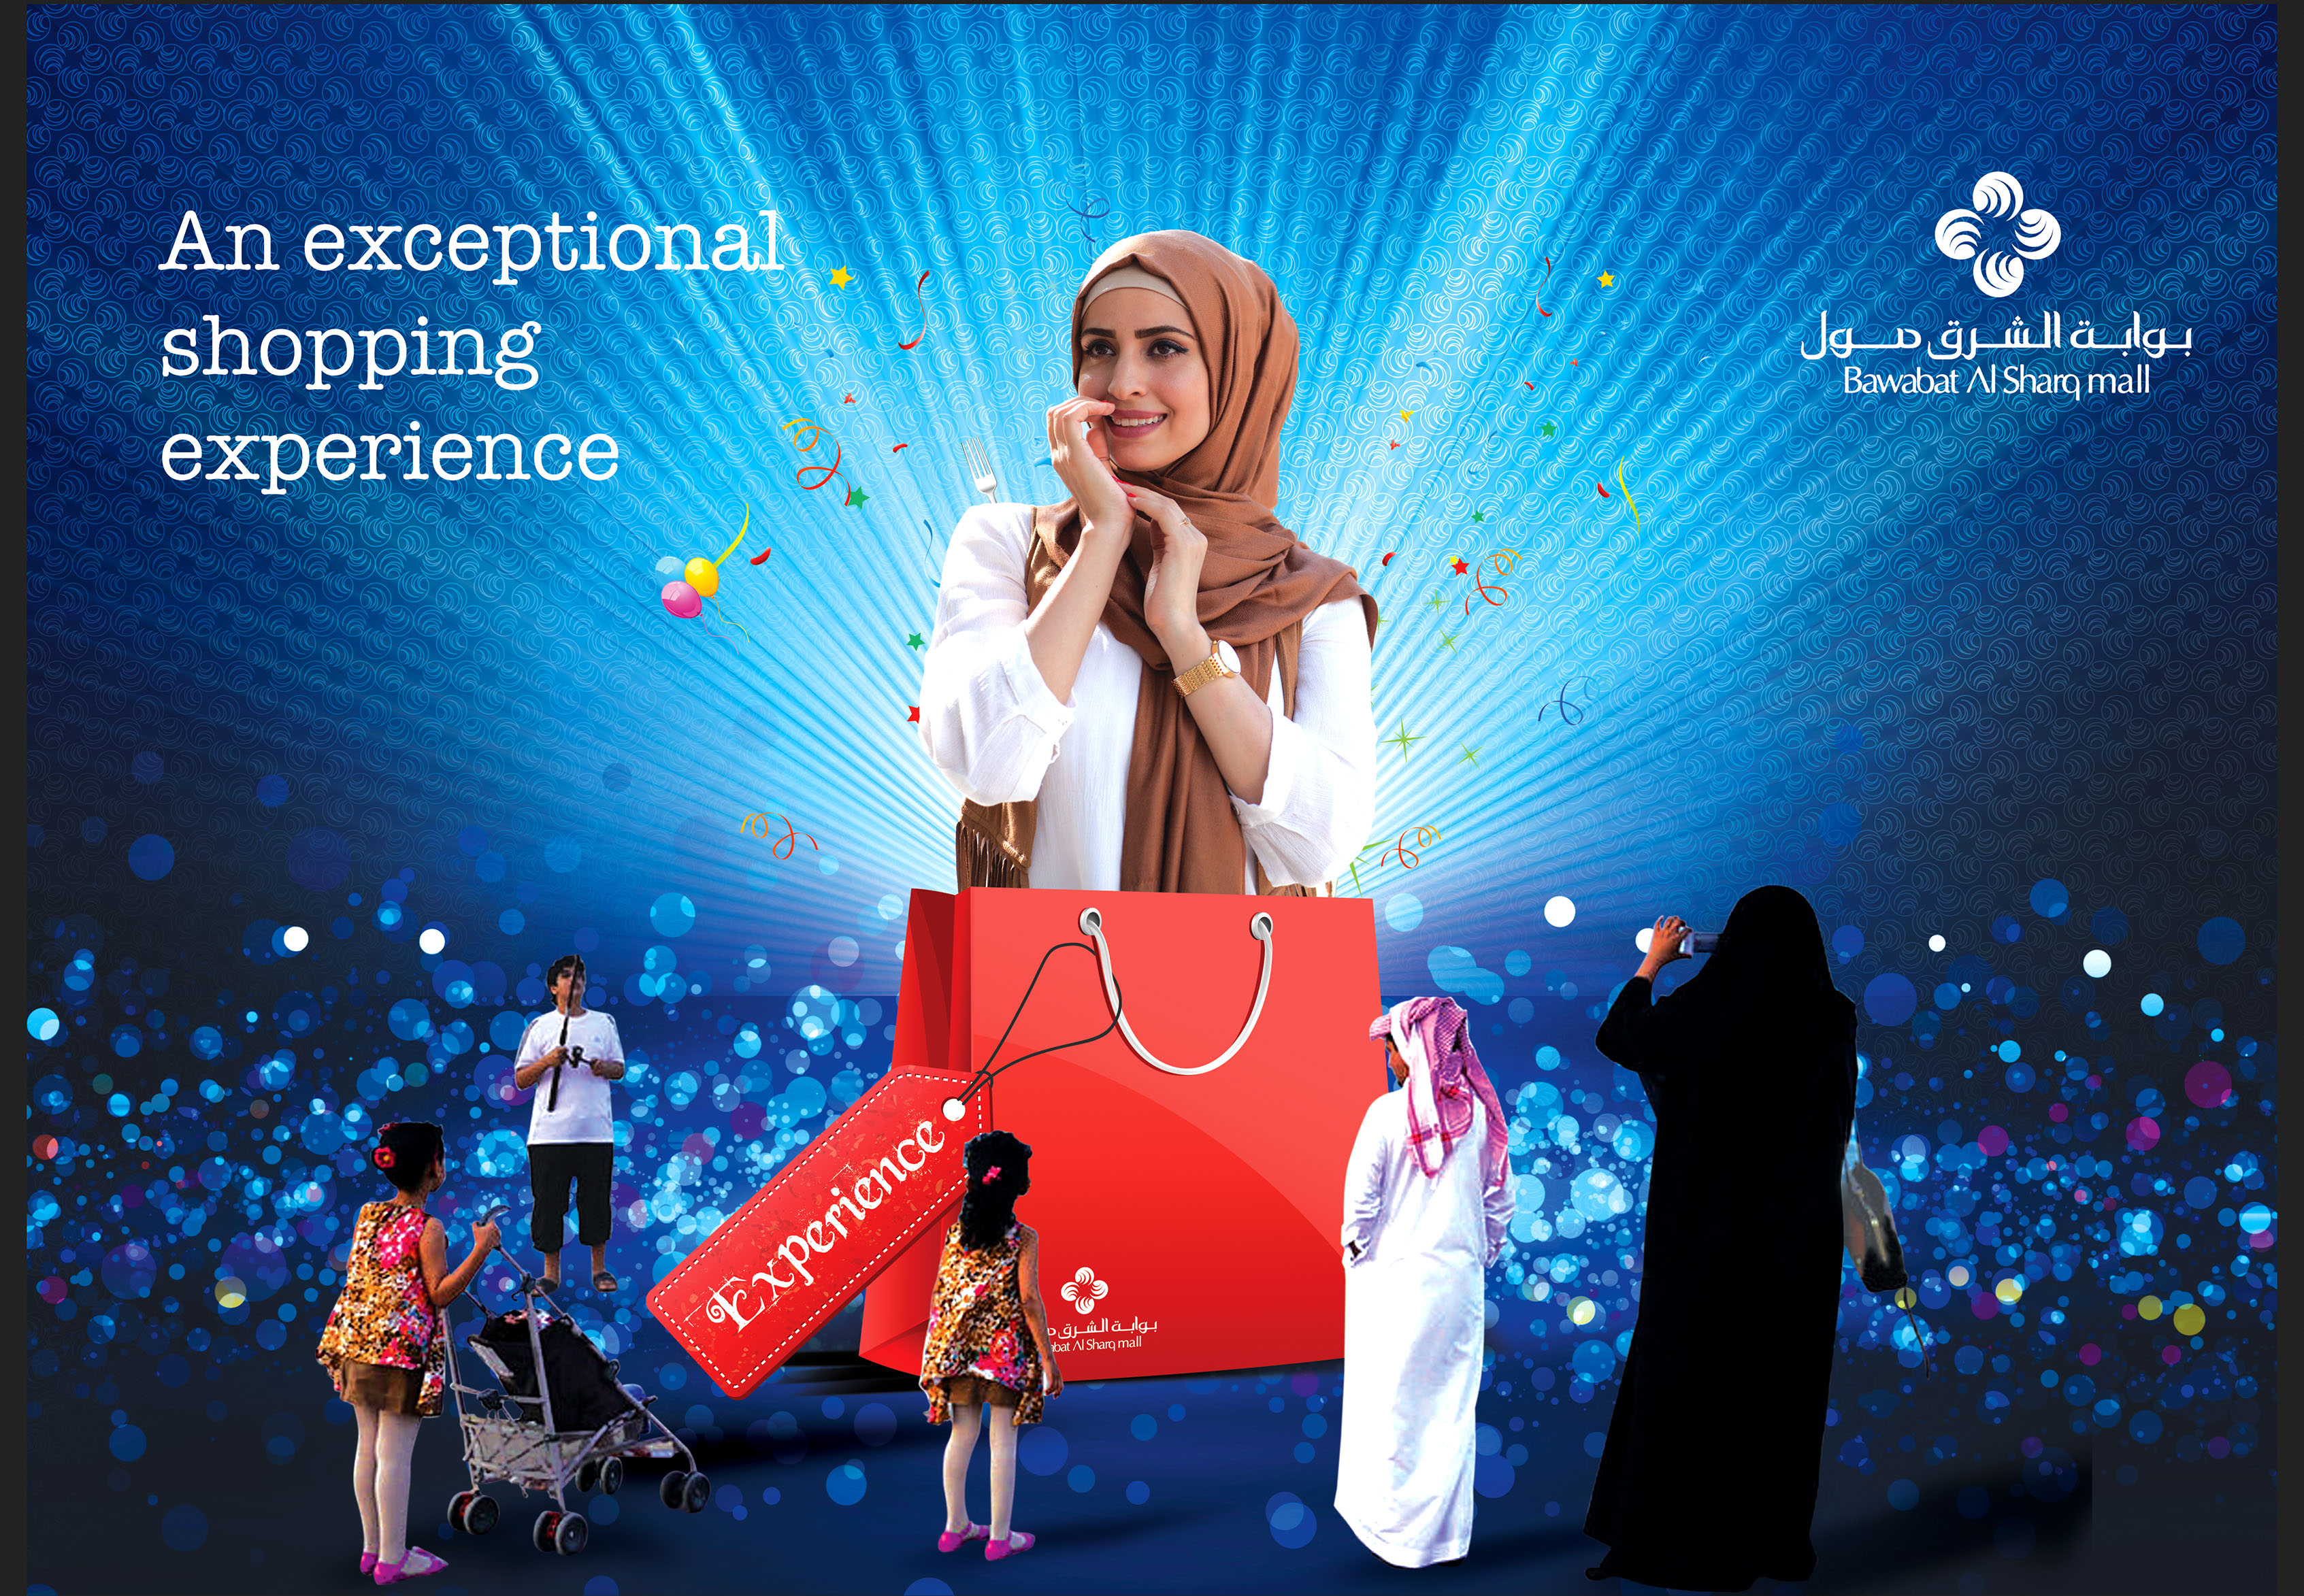 An exceptional
shopping
experience
بوابة الشرق مول
Bawabat Al Sharq mall
Experience
بوابة الشرق
Al Sharq mall